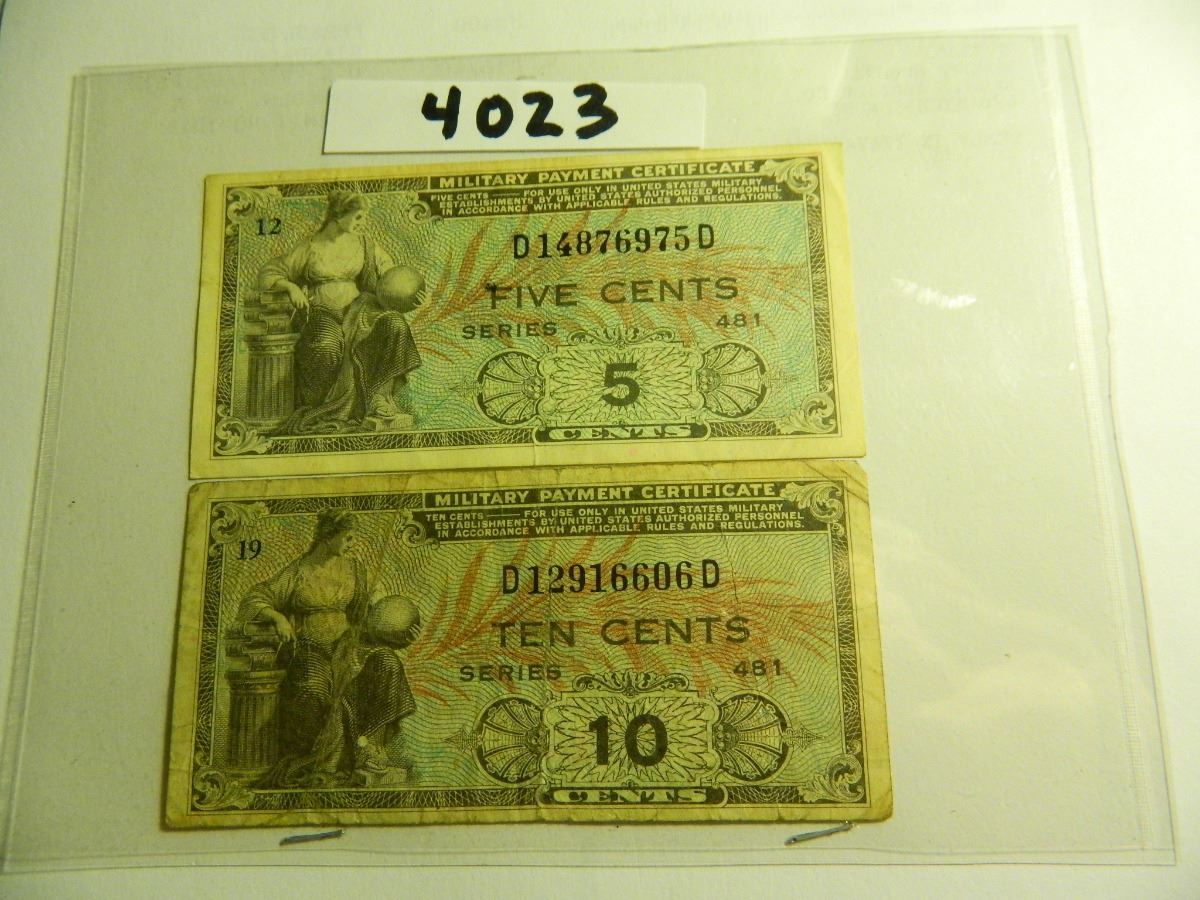 4023
MILITARY PAYMENT CERTIFICATE
FIVE CENTS — FOR USE ONLY IN UNITED STATES MILITARY
ESTABLISHMENTS BY UNITED STATES AUTHORIZED PERSONNEL
IN ACCORDANCE WITH APPLICABLE RULES AND REGULATIONS.
12
D14876975D
FIVE CENTS
SERIES 481
5
CENTS
MILITARY PAYMENT CERTIFICATE
TEN CENTS — FOR USE ONLY IN UNITED STATES MILITARY
ESTABLISHMENTS BY UNITED STATES AUTHORIZED PERSONNEL
IN ACCORDANCE WITH APPLICABLE RULES AND REGULATIONS.
19
D12916606D
TEN CENTS
SERIES 481
10
CENTS